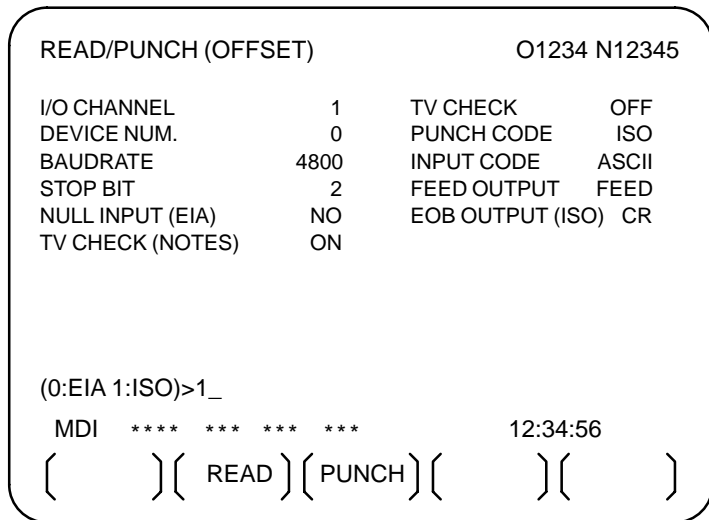 READ/PUNCH (OFFSET) O1234 N12345
I/O CHANNEL 1 TV CHECK OFF
DEVICE NUM. 0 PUNCH CODE ISO
BAUDRATE 4800 INPUT CODE ASCII
STOP BIT 2 FEED OUTPUT FEED
NULL INPUT (EIA) NO EOB OUTPUT (ISO) CR
TV CHECK (NOTES) ON
(0:EIA 1:ISO)>1_
MDI **** *** *** *** 12:34:56
[ ] [ READ ] [ PUNCH ] [ ] [ ]